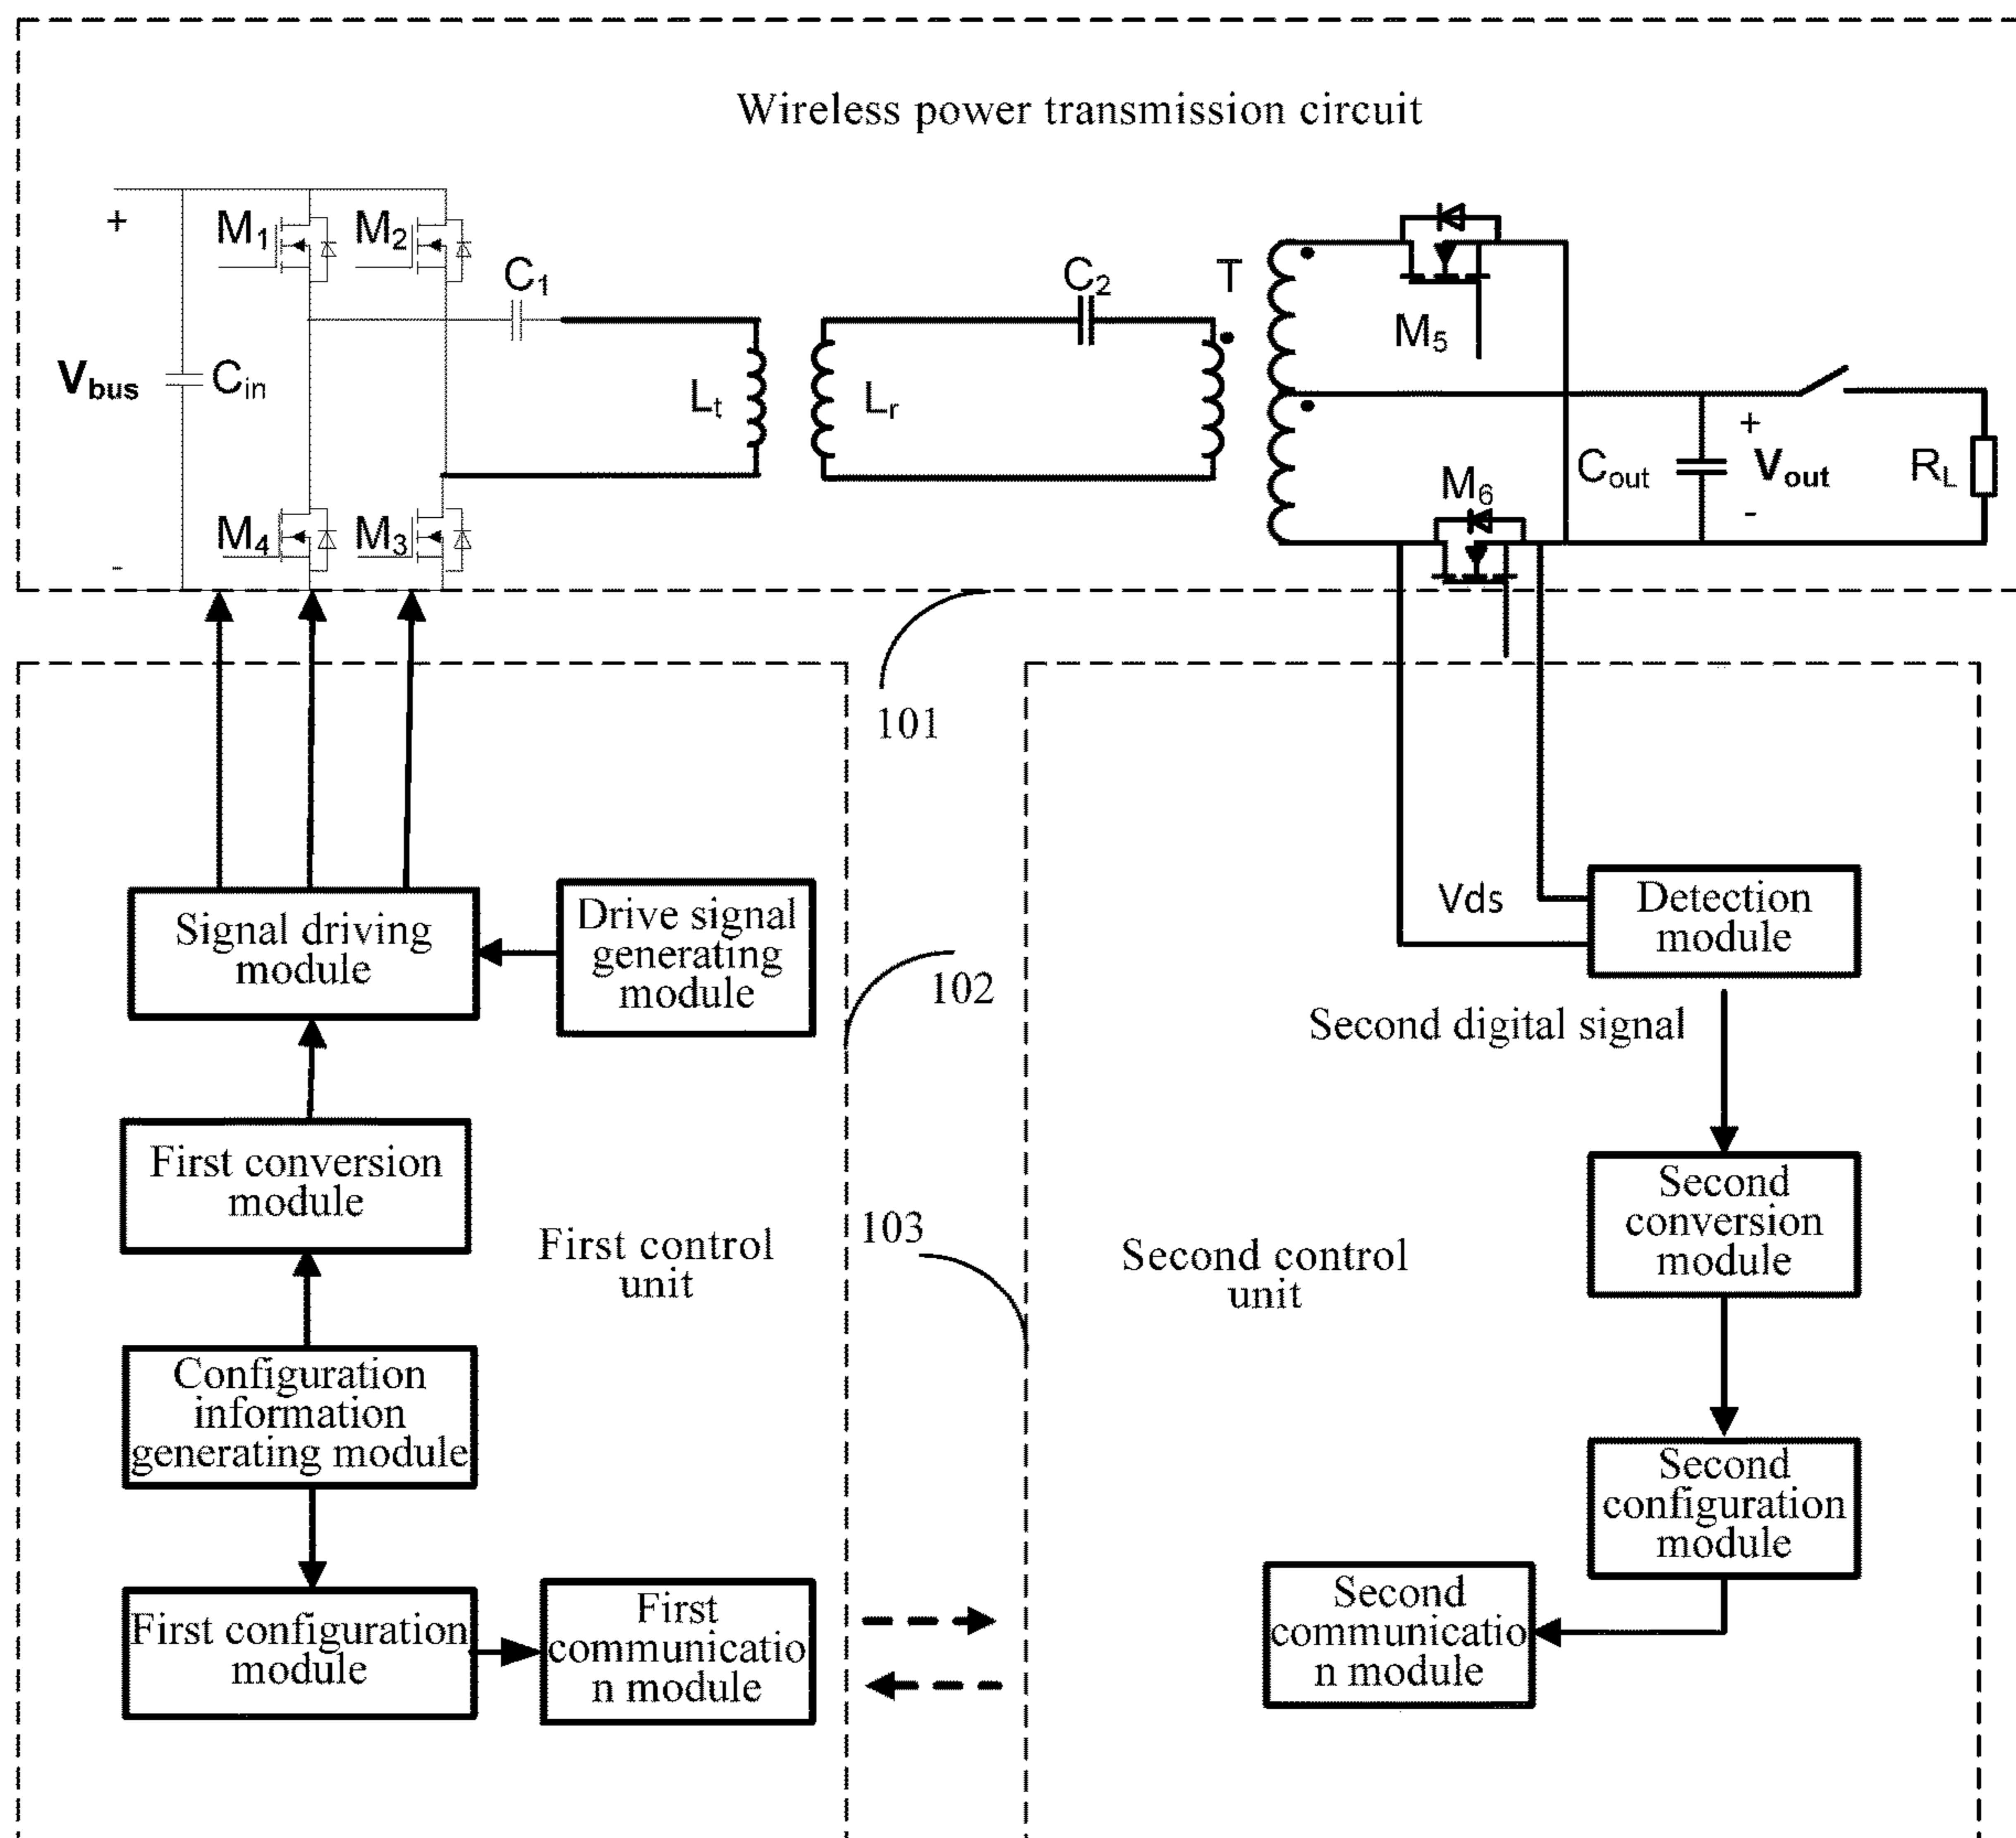 Wireless power transmission circuit
+
M1
M2
C1
C2
T
M5
Vbus
Cin
Lt
Lr
+
Cout
Vout
RL
-
M4
M3
M6
-
101
Signal driving
module
Drive signal
generating
module
102
Vds
Detection
module
Second digital signal
First conversion
module
First control
unit
103
Second control
unit
Second
conversion
module
Configuration
information
generating module
Second
configuration
module
First configuration
module
First
communicatio
n module
Second
communicatio
n module